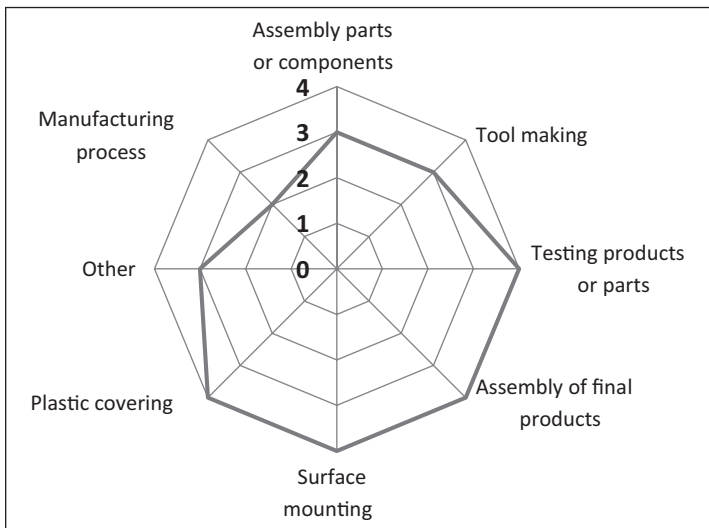 Assembly parts
or components
4
3
2
1
0
Tool making
Testing products
or parts
Assembly of final
products
Surface
mounting
Plastic covering
Other
Manufacturing
process